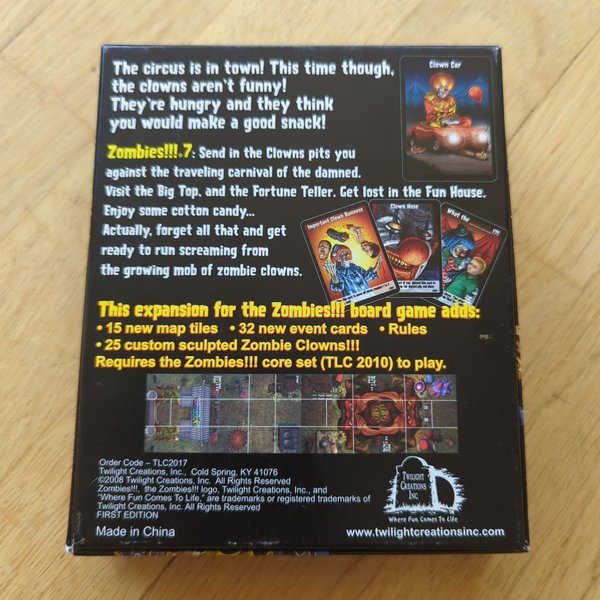 The circus is in town! This time though,
the clowns aren't funny!
They're hungry and they think
you would make a good snack!
Zombies!!! 7: Send in the Clowns pits you
against the traveling carnival of the damned.
Visit the Big Top, and the Fortune Teller. Get lost in the Fun House.
Enjoy some cotton candy...
Actually, forget all that and get
ready to run screaming from
the growing mob of zombie clowns.
Clown Car
Important Clown Business
Clown Nose
What the
?!?
This expansion for the Zombies!!! board game adds:
• 15 new map tiles • 32 new event cards • Rules
• 25 custom sculpted Zombie Clowns!!!
Requires the Zombies!!! core set (TLC 2010) to play.
Order Code – TLC2017
Twilight Creations, Inc., Cold Spring, KY 41076
©2008 Twilight Creations, Inc. All Rights Reserved
Zombies!!!, the Zombies!!! logo, Twilight Creations, Inc., and
"Where Fun Comes To Life," are trademarks or registered trademarks of
Twilight Creations, Inc. All Rights Reserved
FIRST EDITION
Made in China
Twilight
Creations
Inc
Where Fun Comes To Life
www.twilightcreationsinc.com